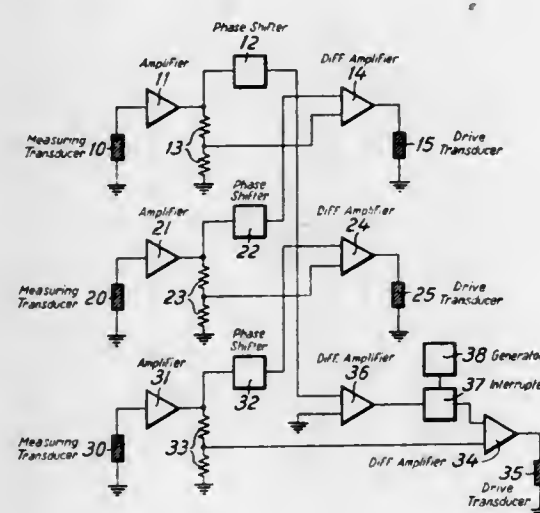 Phase Shifter
12
Amplifier
11
Diff Amplifier
14
Measuring
Transducer 10
13
15 Drive
Transducer
Phase
Shifter
22
Amplifier
21
Diff Amplifier
24
Measuring
Transducer 20
23
25 Drive
Transducer
Phase
Shifter
32
Amplifier
31
Diff Amplifier
36
38 Generator
37 Interrupte
Measuring
Transducer 30
33
Diff Amplifier 34
35
Drive
Transducer